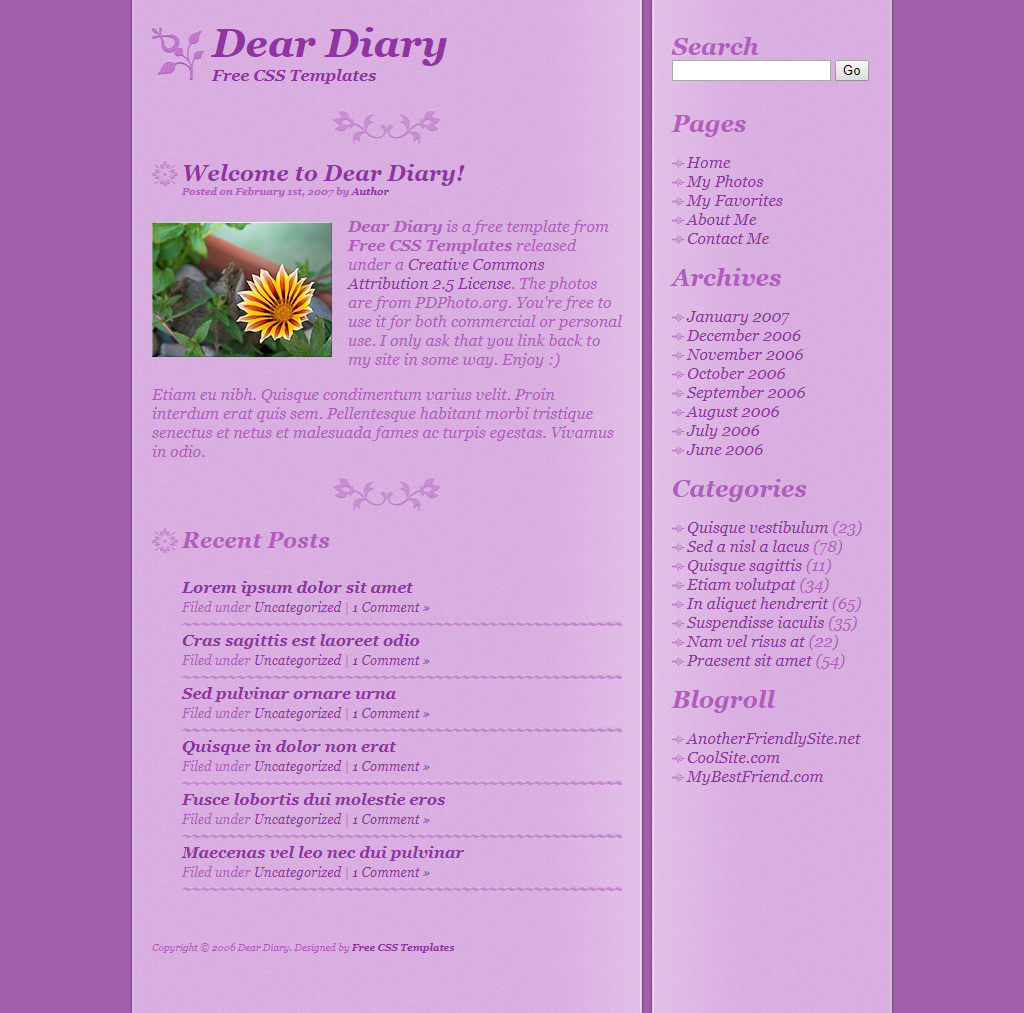 Dear Diary
Free CSS Templates
Welcome to Dear Diary!
Posted on February 1st, 2007 by Author
Dear Diary is a free template from
Free CSS Templates released
under a Creative Commons
Attribution 2.5 License. The photos
are from PDPhoto.org. You're free to
use it for both commercial or personal
use. I only ask that you link back to
my site in some way. Enjoy :)
Etiam eu nibh. Quisque condimentum varius velit. Proin
interdum erat quis sem. Pellentesque habitant morbi tristique
senectus et netus et malesuada fames ac turpis egestas. Vivamus
in odio.
Recent Posts
Lorem ipsum dolor sit amet
Filed under Uncategorized | 1 Comment »
Cras sagittis est laoreet odio
Filed under Uncategorized | 1 Comment »
Sed pulvinar ornare urna
Filed under Uncategorized | 1 Comment »
Quisque in dolor non erat
Filed under Uncategorized | 1 Comment »
Fusce lobortis dui molestie eros
Filed under Uncategorized | 1 Comment »
Maecenas vel leo nec dui pulvinar
Filed under Uncategorized | 1 Comment »
Copyright © 2006 Dear Diary. Designed by Free CSS Templates
Search
Go
Pages
Home
My Photos
My Favorites
About Me
Contact Me
Archives
January 2007
December 2006
November 2006
October 2006
September 2006
August 2006
July 2006
June 2006
Categories
Quisque vestibulum (23)
Sed a nisl a lacus (78)
Quisque sagittis (11)
Etiam volutpat (34)
In aliquet hendrerit (65)
Suspendisse iaculis (35)
Nam vel risus at (22)
Praesent sit amet (54)
Blogroll
AnotherFriendlySite.net
CoolSite.com
MyBestFriend.com